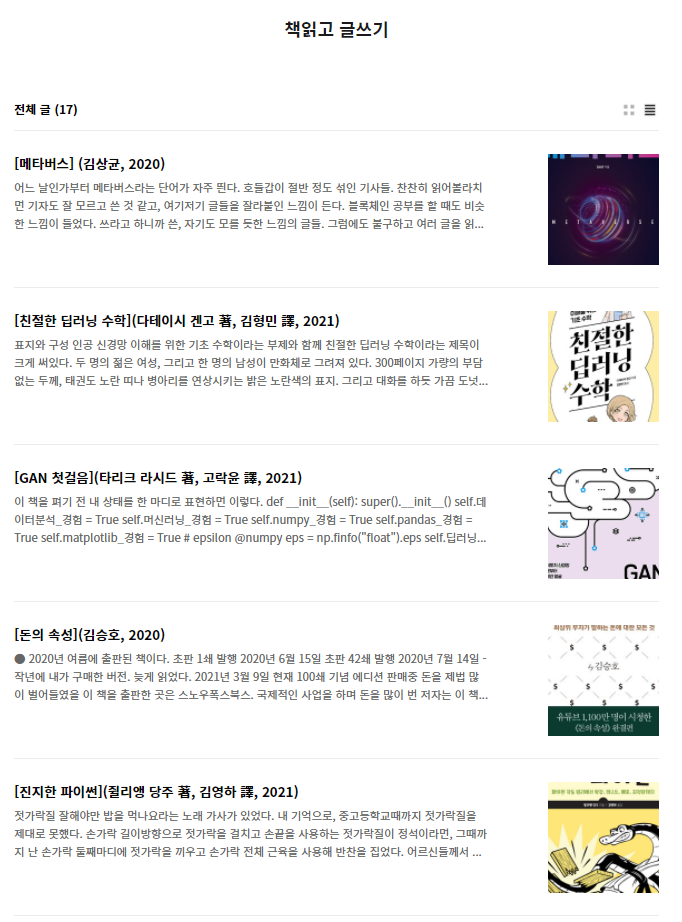 책읽고 글쓰기
전체 글 (17)
[메타버스] (김상균, 2020)
어느 날인가부터 메타버스라는 단어가 자주 띈다. 호들갑이 절반 정도 섞인 기사들. 찬찬히 읽어볼라치
면 기자도 잘 모르고 쓴 것 같고, 여기저기 글들을 잘라붙인 느낌이 든다. 블록체인 공부를 할 때도 비슷
한 느낌이 들었다. 쓰라고 하니까 쓴, 자기도 모를 듯한 느낌의 글들. 그럼에도 불구하고 여러 글을 읽...
M E T A V E R S E
[친절한 딥러닝 수학](다테이시 겐고 著, 김형민 譯, 2021)
표지와 구성 인공 신경망 이해를 위한 기초 수학이라는 부제와 함께 친절한 딥러닝 수학이라는 제목이
크게 써있다. 두 명의 젊은 여성, 그리고 한 명의 남성이 만화체로 그려져 있다. 300페이지 가량의 부담
없는 두께, 태권도 노란 띠나 병아리를 연상시키는 밝은 노란색의 표지. 그리고 대화를 하듯 가끔 도넛...
기초 수학
친절한
딥러닝
수학
[GAN 첫걸음](타리크 라시드 著, 고락윤 譯, 2021)
이 책을 펴기 전 내 상태를 한 마디로 표현하면 이렇다. def __init__(self): super().__init__() self.데
이터분석_경험 = True self.머신러닝_경험 = True self.numpy_경험 = True self.pandas_경험 =
True self.matplotlib_경험 = True # epsilon @numpy eps = np.finfo("float").eps self.딥러닝...
GAN
[돈의 속성](김승호, 2020)
● 2020년 여름에 출판된 책이다. 초판 1쇄 발행 2020년 6월 15일 초판 42쇄 발행 2020년 7월 14일 -
작년에 내가 구매한 버전. 늦게 읽었다. 2021년 3월 9일 현재 100쇄 기념 에디션 판매중 돈을 제법 많
이 벌어들였을 이 책을 출판한 곳은 스노우폭스북스. 국제적인 사업을 하며 돈을 많이 번 저자는 이 책...
최상위 부자가 말하는 돈에 대한 모든 것
$ $
$ by 김승호 $
$ $
유튜브 1,100만 명이 시청한
〈돈의 속성〉 완결판
[진지한 파이썬](쥘리앵 당주 著, 김영하 譯, 2021)
젓가락질 잘해야만 밥을 먹나요라는 노래 가사가 있었다. 내 기억으로, 중고등학교때까지 젓가락질을
제대로 못했다. 손가락 길이방향으로 젓가락을 걸치고 손끝을 사용하는 젓가락질이 정석이라면, 그때까
지 난 손가락 둘째마디에 젓가락을 끼우고 손가락 전체 근육을 사용해 반찬을 집었다. 어르신들께서 ...